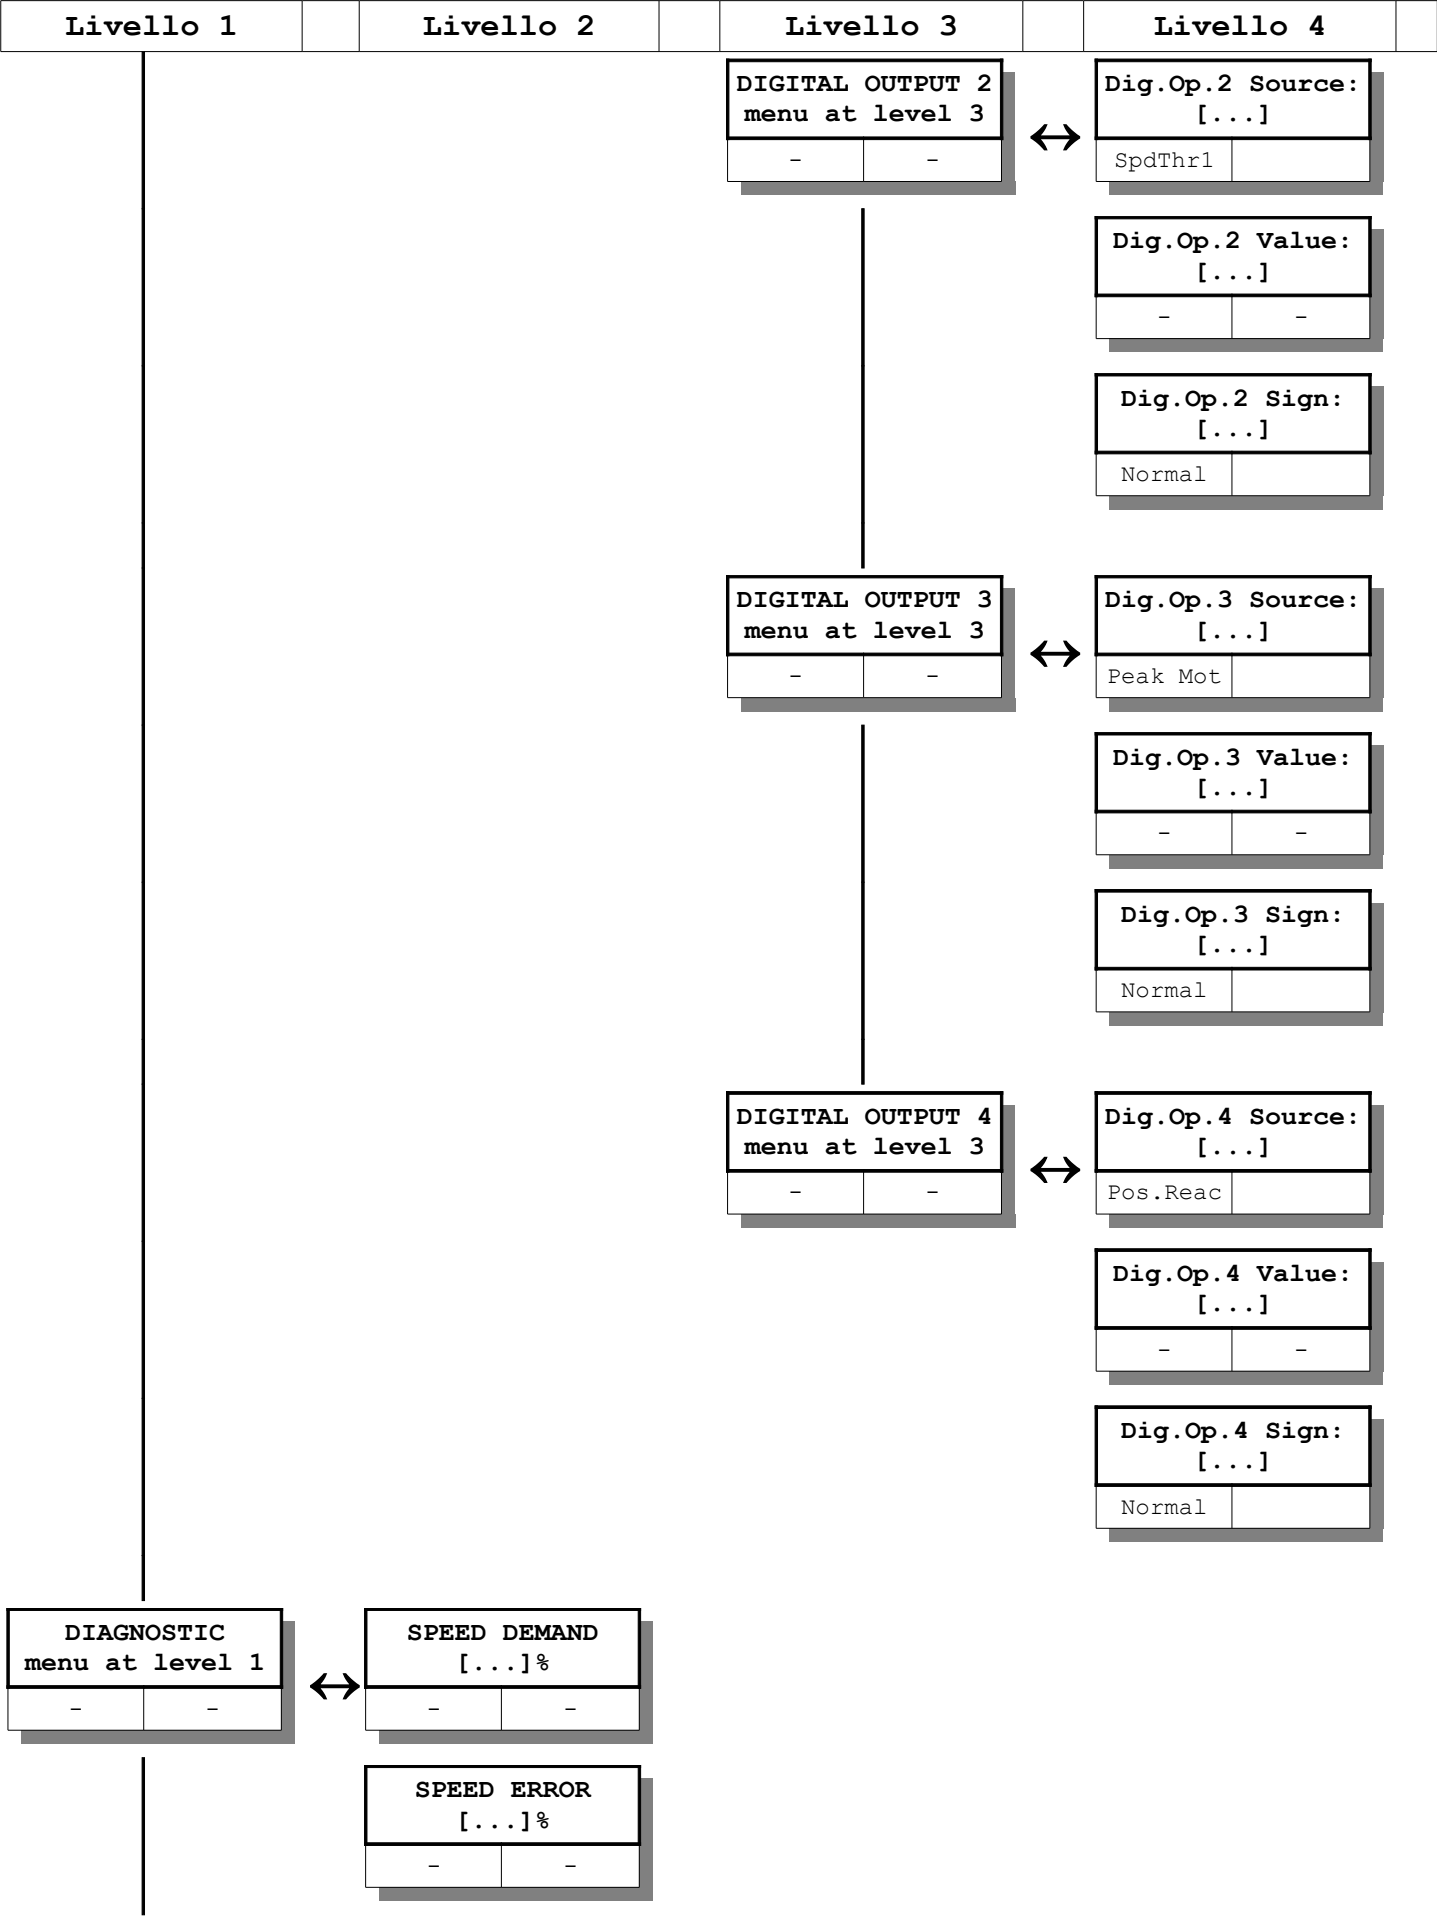 Livello 1 Livello 2 Livello 3 Livello 4
DIGITAL OUTPUT 2
menu at level 3
- -
Dig.Op.2 Source:
[...]
SpdThr1
Dig.Op.2 Value:
[...]
- -
Dig.Op.2 Sign:
[...]
Normal
DIGITAL OUTPUT 3
menu at level 3
- -
Dig.Op.3 Source:
[...]
Peak Mot
Dig.Op.3 Value:
[...]
- -
Dig.Op.3 Sign:
[...]
Normal
DIGITAL OUTPUT 4
menu at level 3
- -
Dig.Op.4 Source:
[...]
Pos.Reac
Dig.Op.4 Value:
[...]
- -
Dig.Op.4 Sign:
[...]
Normal
DIAGNOSTIC
menu at level 1
- -
SPEED DEMAND
[...]%
- -
SPEED ERROR
[...]%
- -